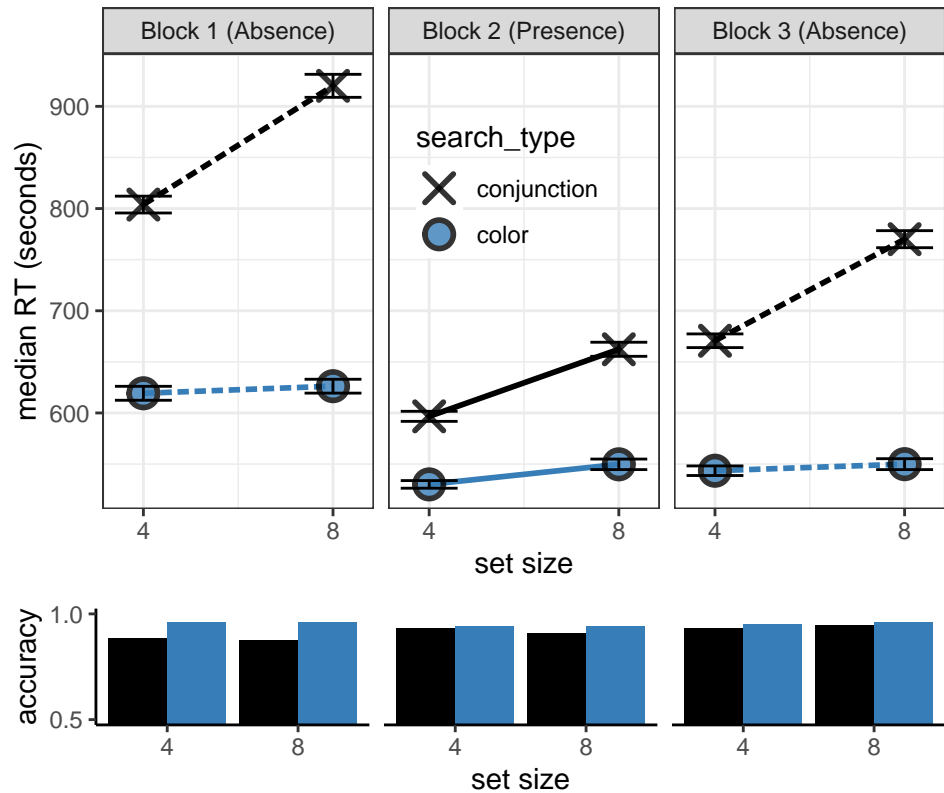 Block 1 (Absence)
Block 2 (Presence)
Block 3 (Absence)
median RT (seconds)
900
800
700
600
search_type
conjunction
color
4
8
4
8
4
8
set size
accuracy
1.0
0.5
4
8
4
8
4
8
set size